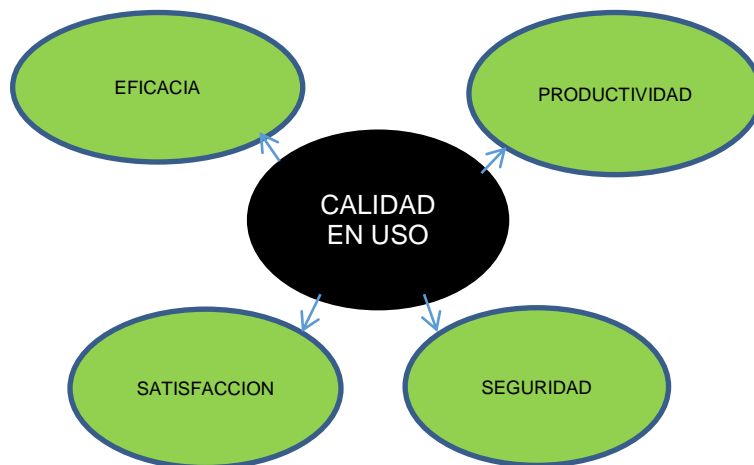 EFICACIA
PRODUCTIVIDAD
CALIDAD
EN USO
SATISFACCION
SEGURIDAD